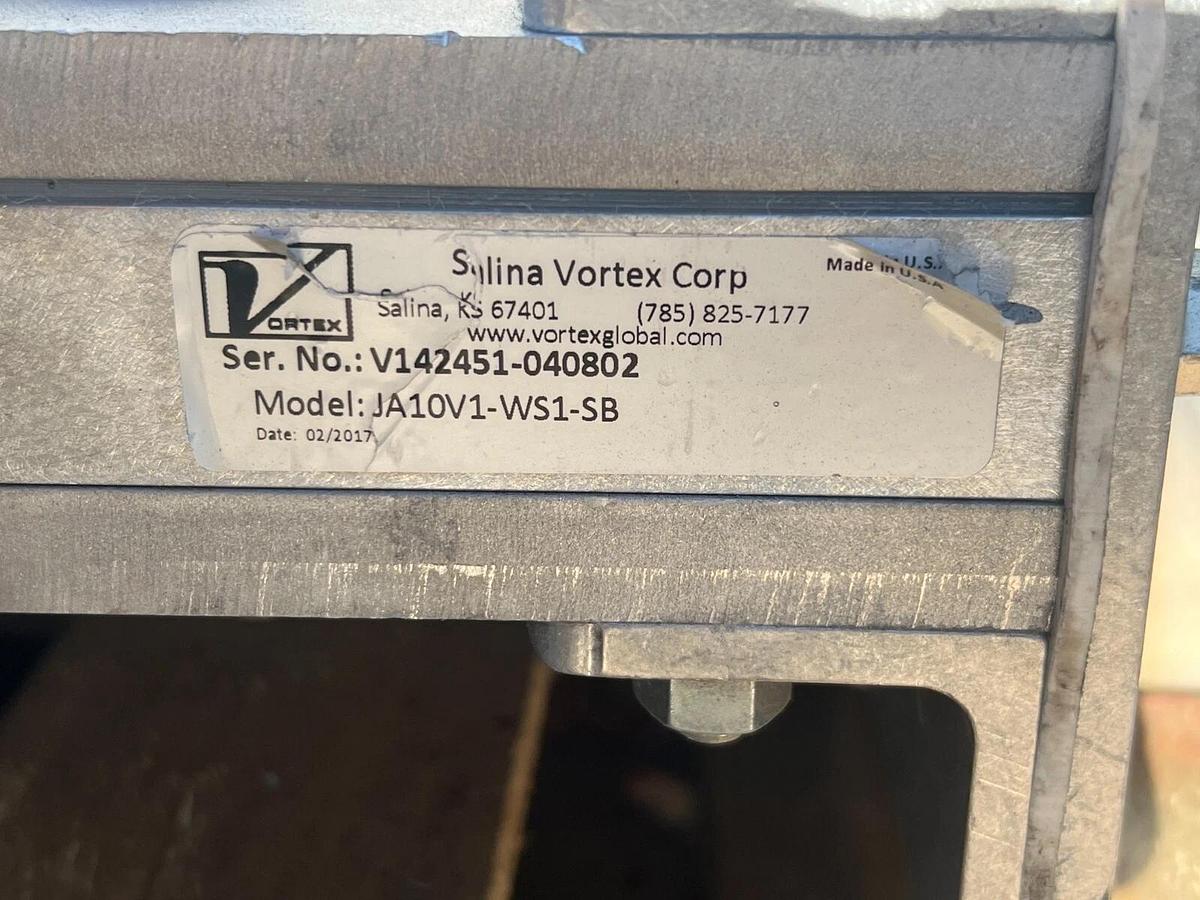 VORTEX
Salina Vortex Corp
Made in U.S.A
Salina, KS 67401 (785) 825-7177
www.vortexglobal.com
Ser. No.: V142451-040802
Model: JA10V1-WS1-SB
Date: 02/2017